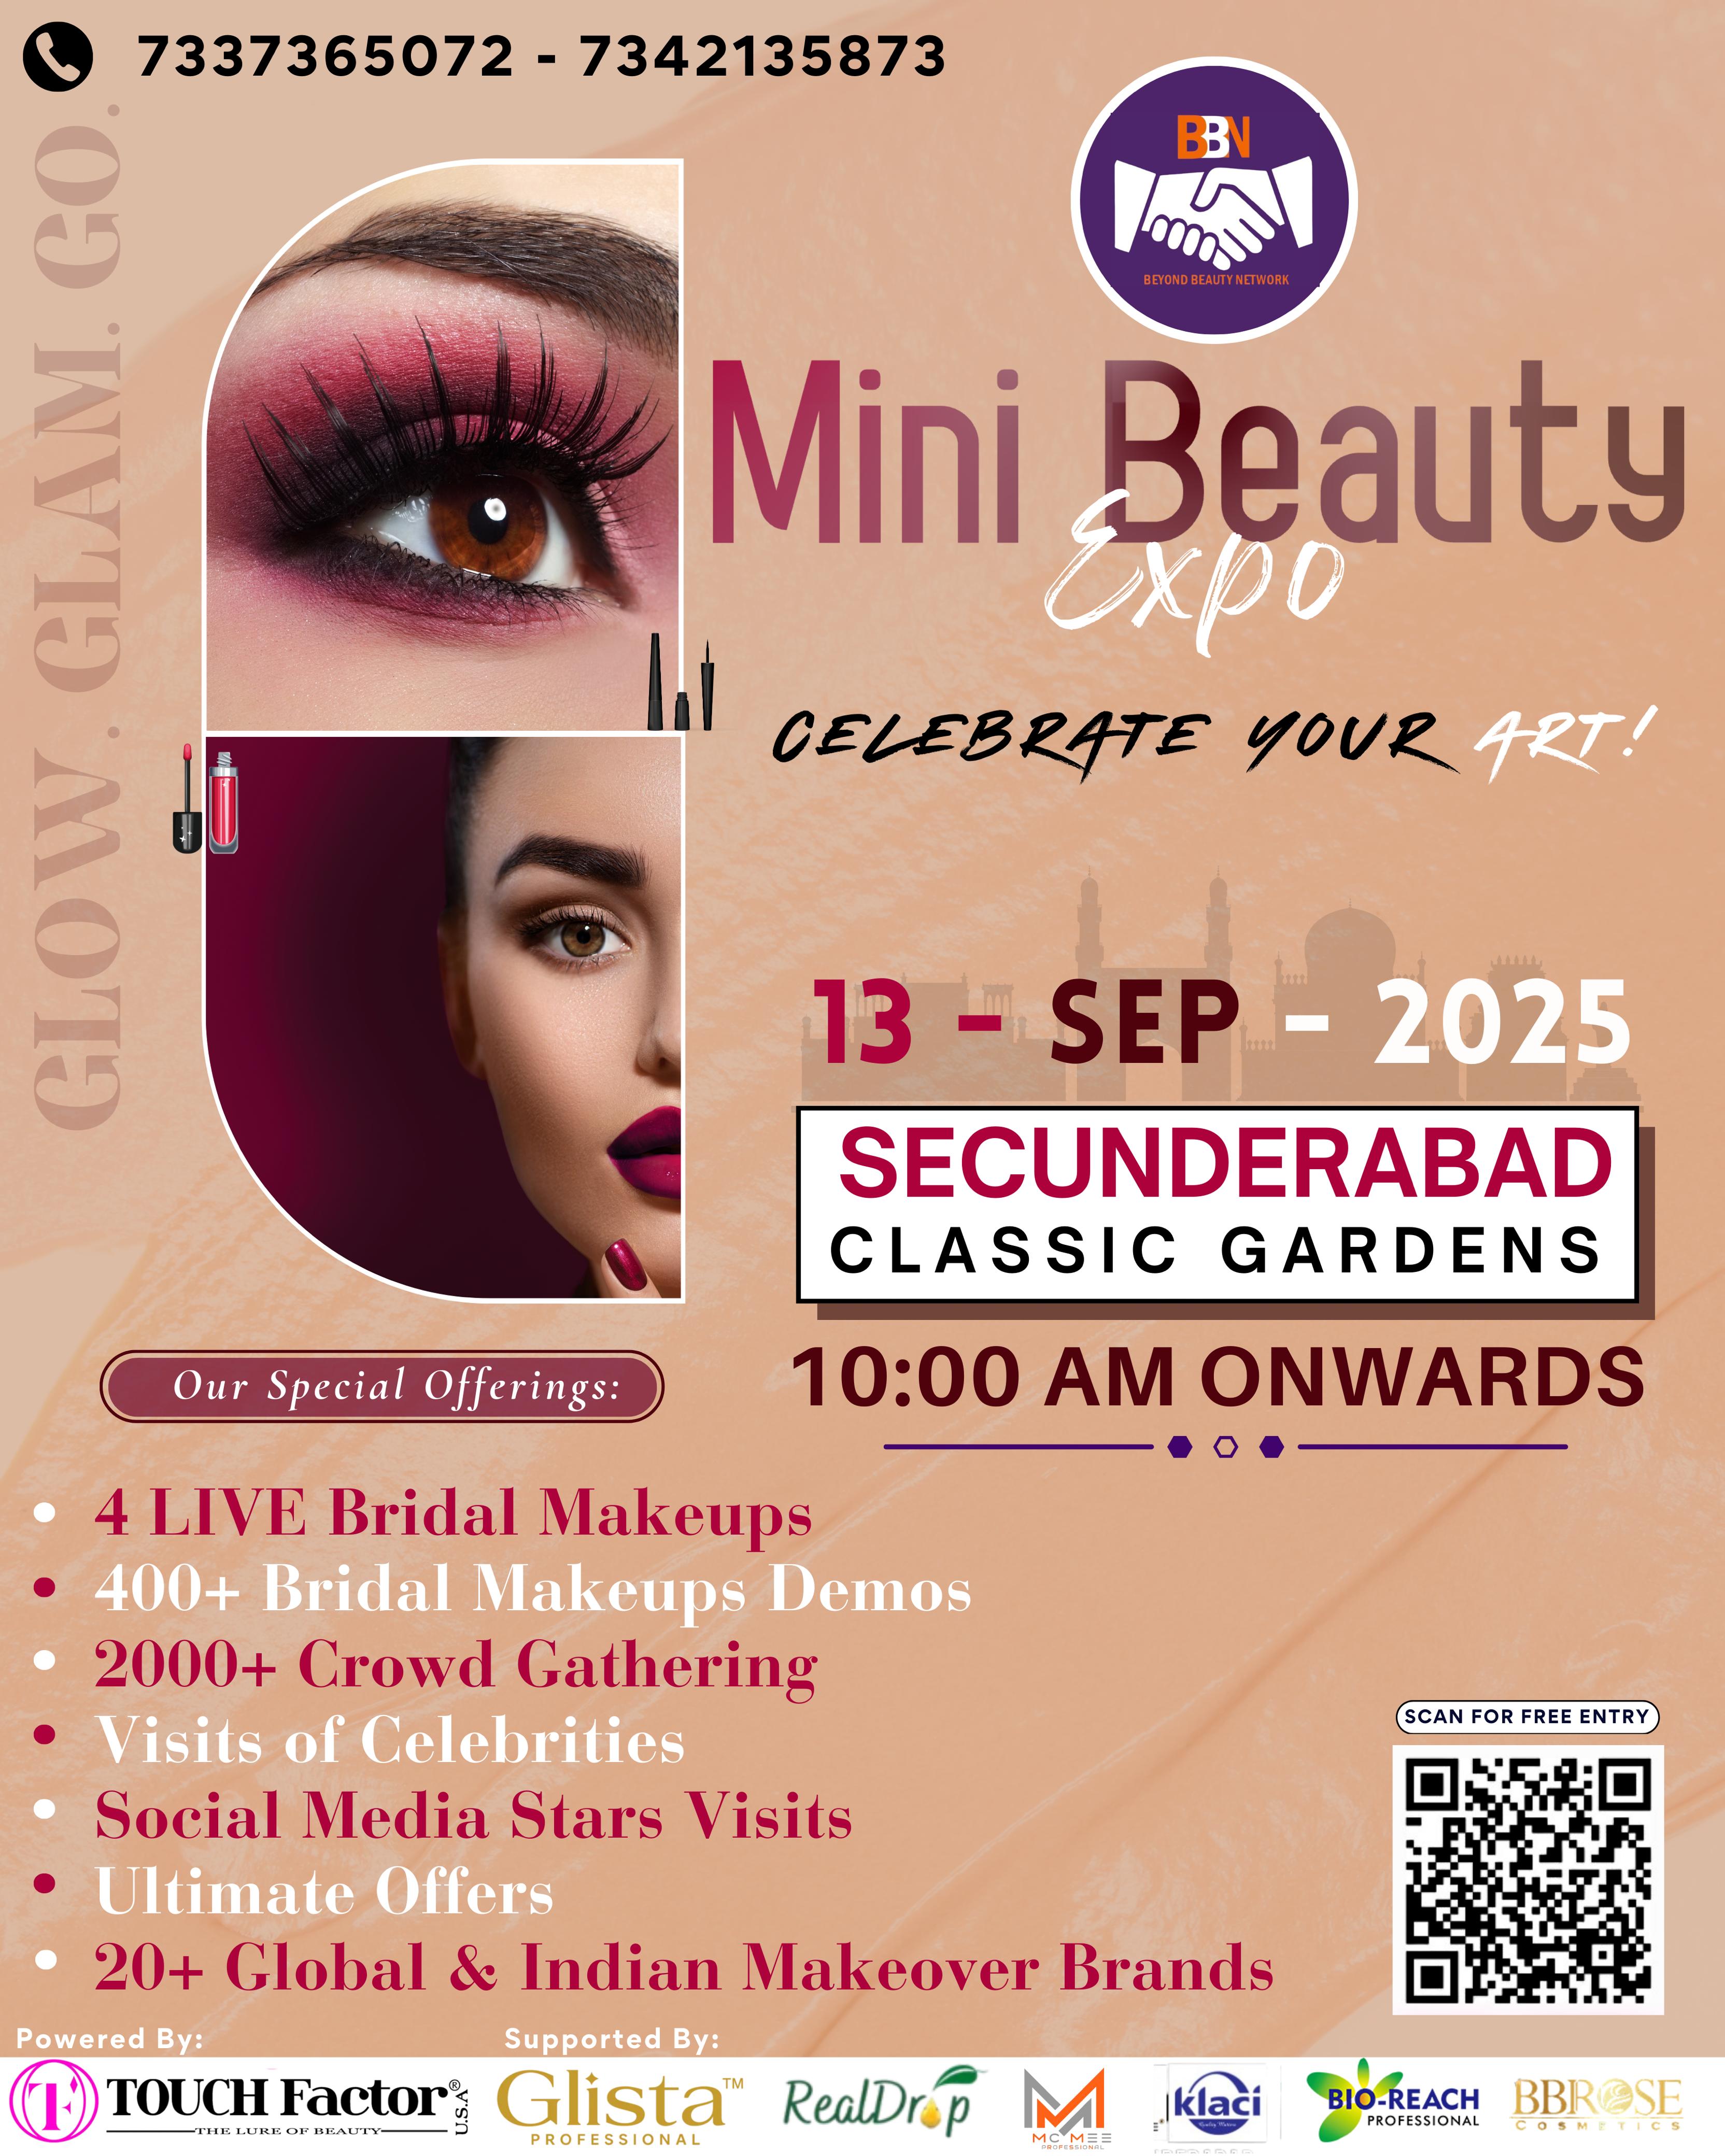 7337365072 - 7342135873
GLOW. GLAM. GO.
BBN
BEYOND BEAUTY NETWORK
Mini Beauty
Expo
CELEBRATE YOUR ART!
13 - SEP - 2025
SECUNDERABAD
CLASSIC GARDENS
10:00 AM ONWARDS
Our Special Offerings:
• 4 LIVE Bridal Makeups
• 400+ Bridal Makeups Demos
• 2000+ Crowd Gathering
• Visits of Celebrities
• Social Media Stars Visits
• Ultimate Offers
• 20+ Global & Indian Makeover Brands
SCAN FOR FREE ENTRY
Powered By:
Supported By:
TF TOUCH Factor® U.S.A
THE LURE OF BEAUTY
Glista™
PROFESSIONAL
RealDrop
MCMEE
PROFESSIONAL
klaci
BIO-REACH
PROFESSIONAL
BBROSE
COSMETICS